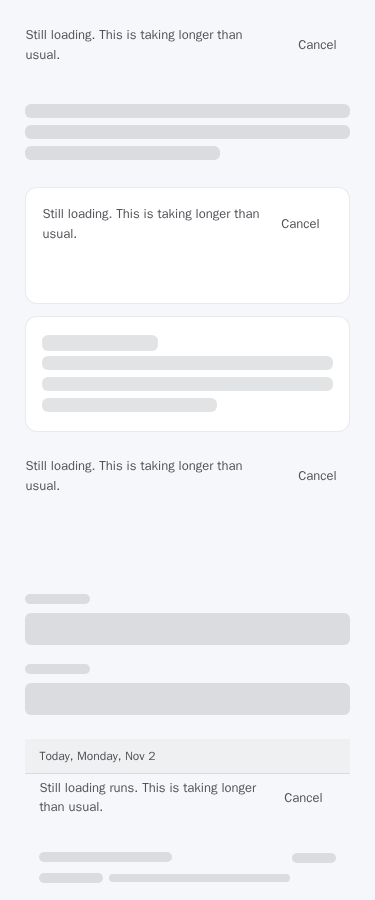 Still loading. This is taking longer than
usual.
Cancel
Still loading. This is taking longer than
usual.
Cancel
Still loading. This is taking longer than
usual.
Cancel
Today, Monday, Nov 2
Still loading runs. This is taking longer
than usual.
Cancel